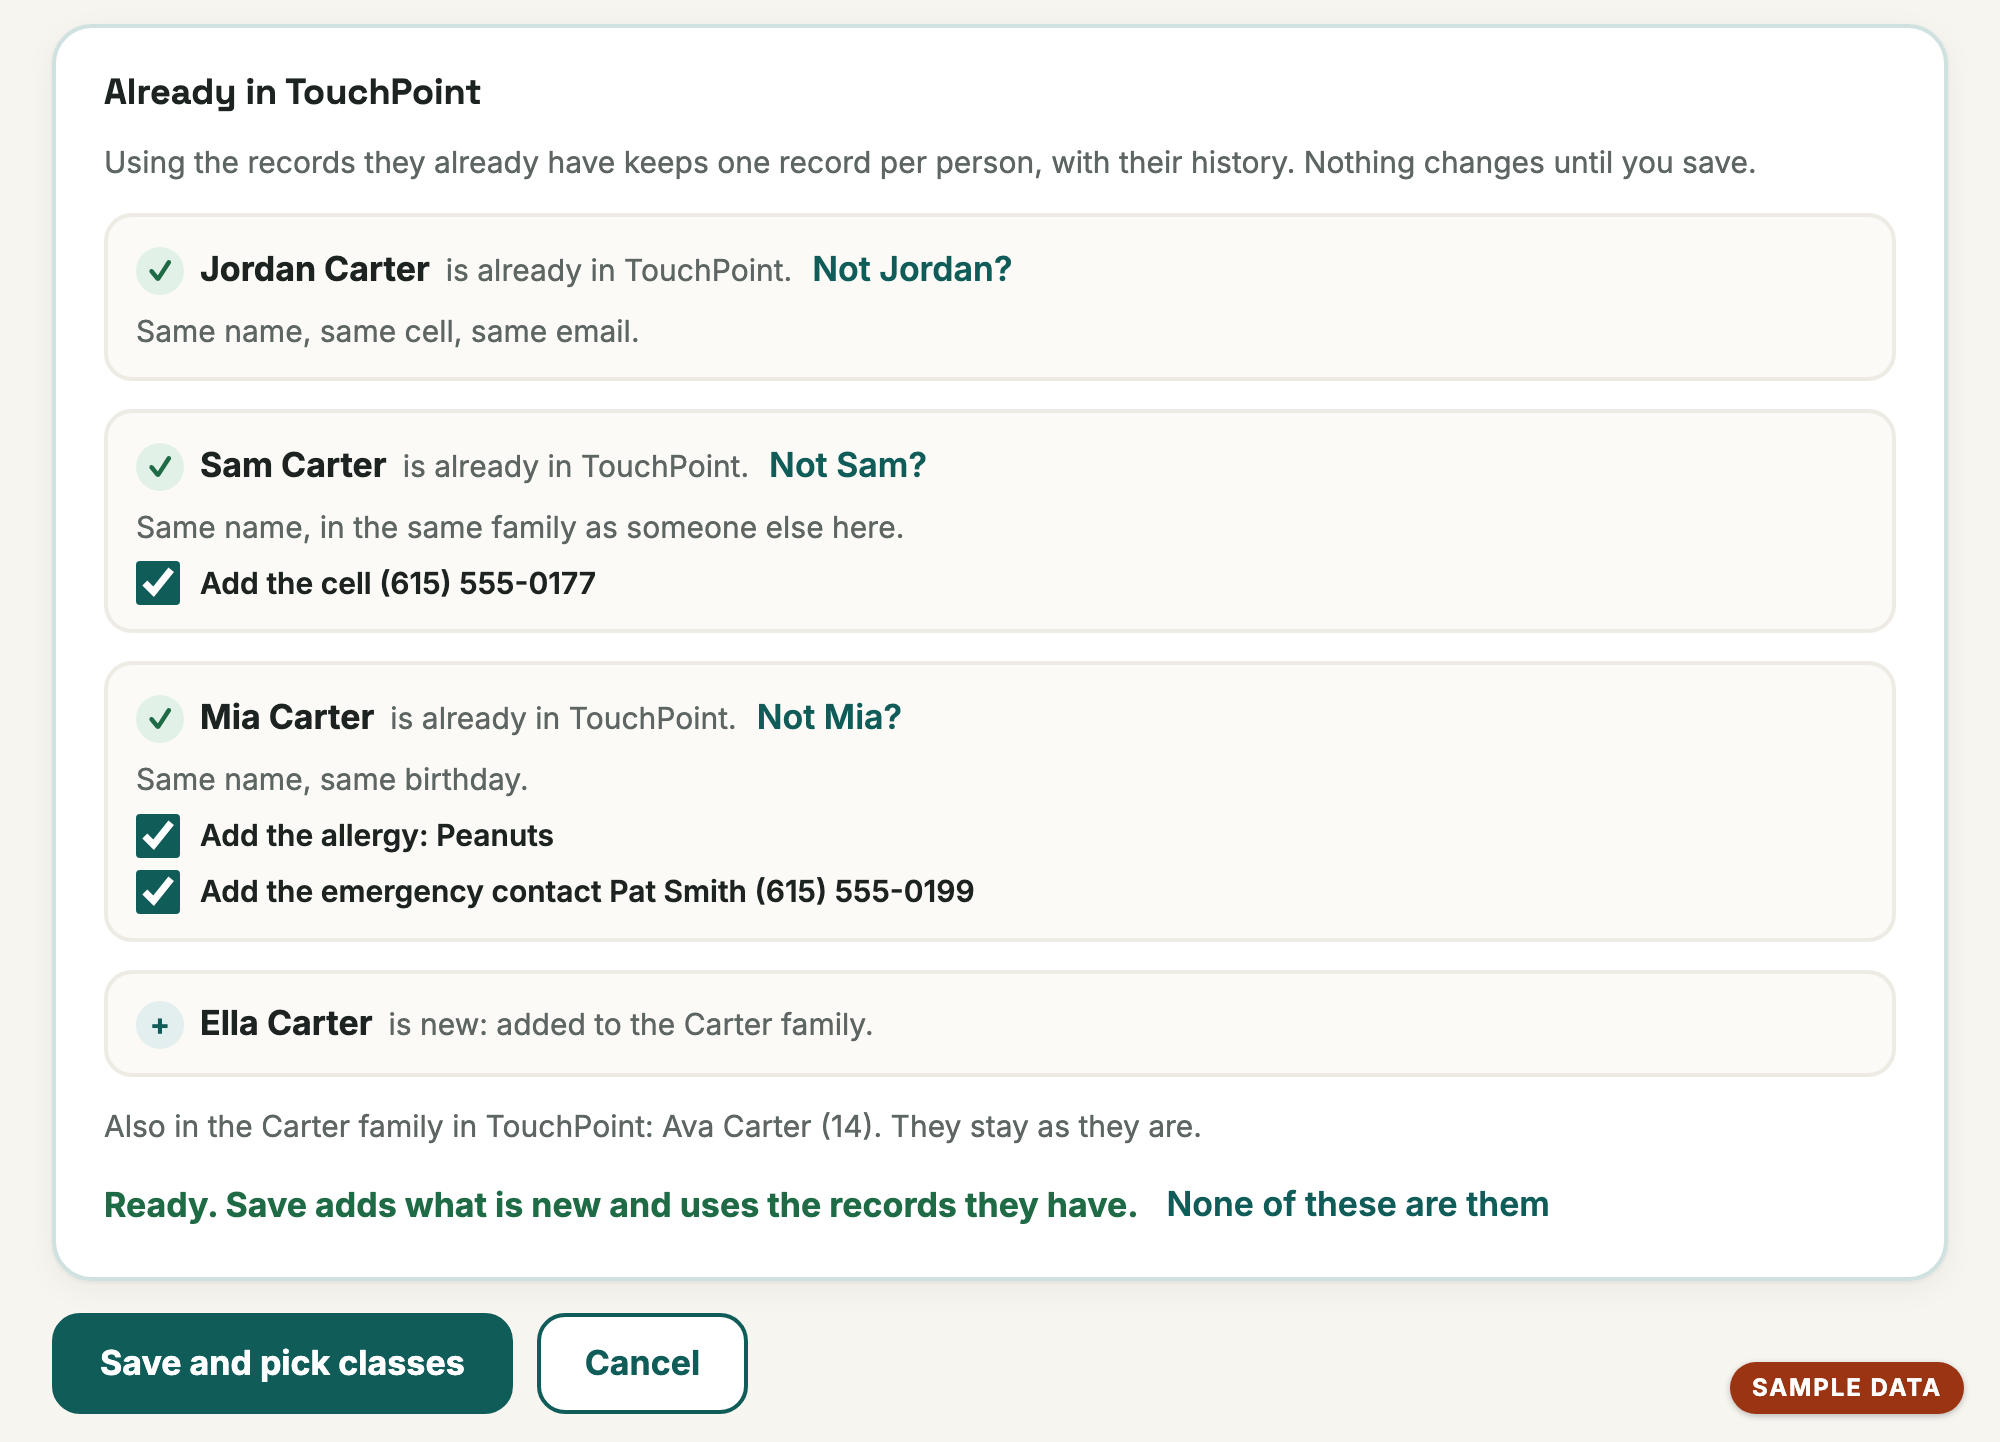 Already in TouchPoint
Using the records they already have keeps one record per person, with their history. Nothing changes until you save.
Jordan Carter is already in TouchPoint. Not Jordan?
Same name, same cell, same email.
Sam Carter is already in TouchPoint. Not Sam?
Same name, in the same family as someone else here.
Add the cell (615) 555-0177
Mia Carter is already in TouchPoint. Not Mia?
Same name, same birthday.
Add the allergy: Peanuts
Add the emergency contact Pat Smith (615) 555-0199
+ Ella Carter is new: added to the Carter family.
Also in the Carter family in TouchPoint: Ava Carter (14). They stay as they are.
Ready. Save adds what is new and uses the records they have. None of these are them
Save and pick classes Cancel
SAMPLE DATA